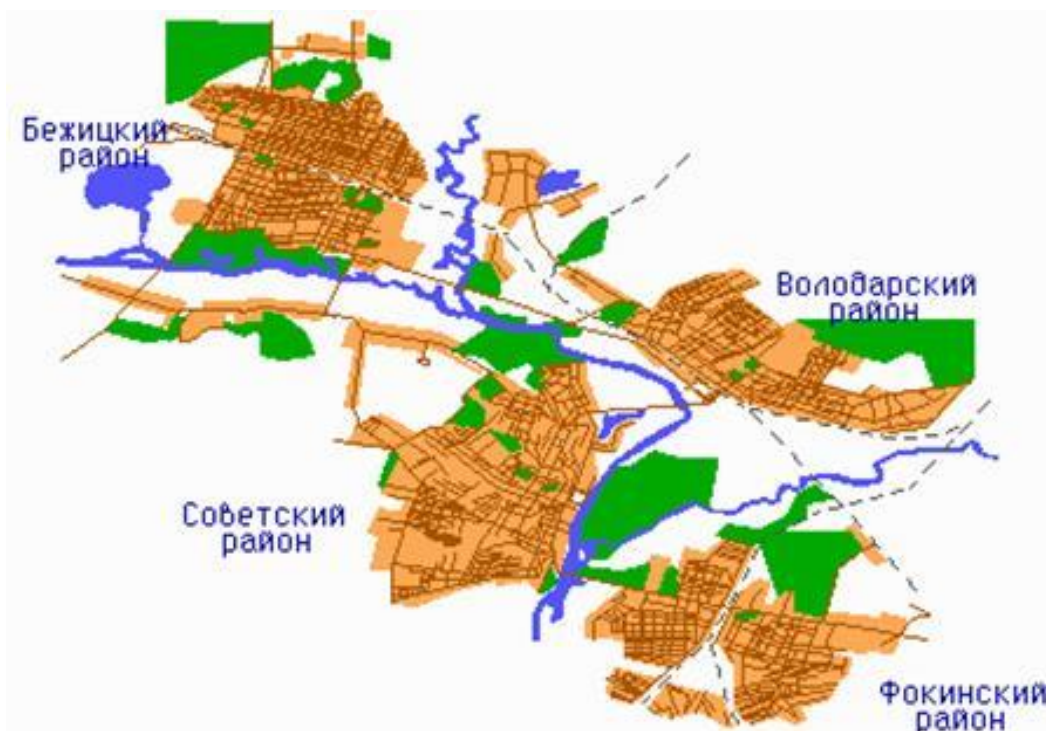 Бежицкий
район
Володарский
район
Советский
район
Фокинский
район